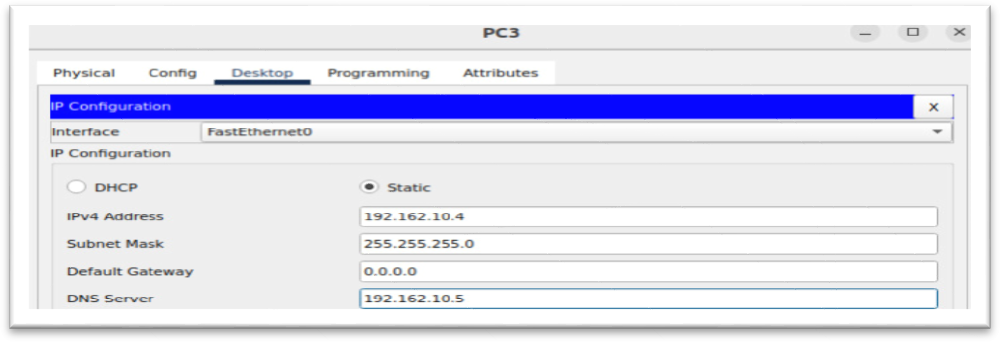 PC3
Physical Config Desktop Programming Attributes
IP Configuration X
Interface FastEthernet0
IP Configuration
DHCP Static
IPv4 Address 192.162.10.4
Subnet Mask 255.255.255.0
Default Gateway 0.0.0.0
DNS Server 192.162.10.5